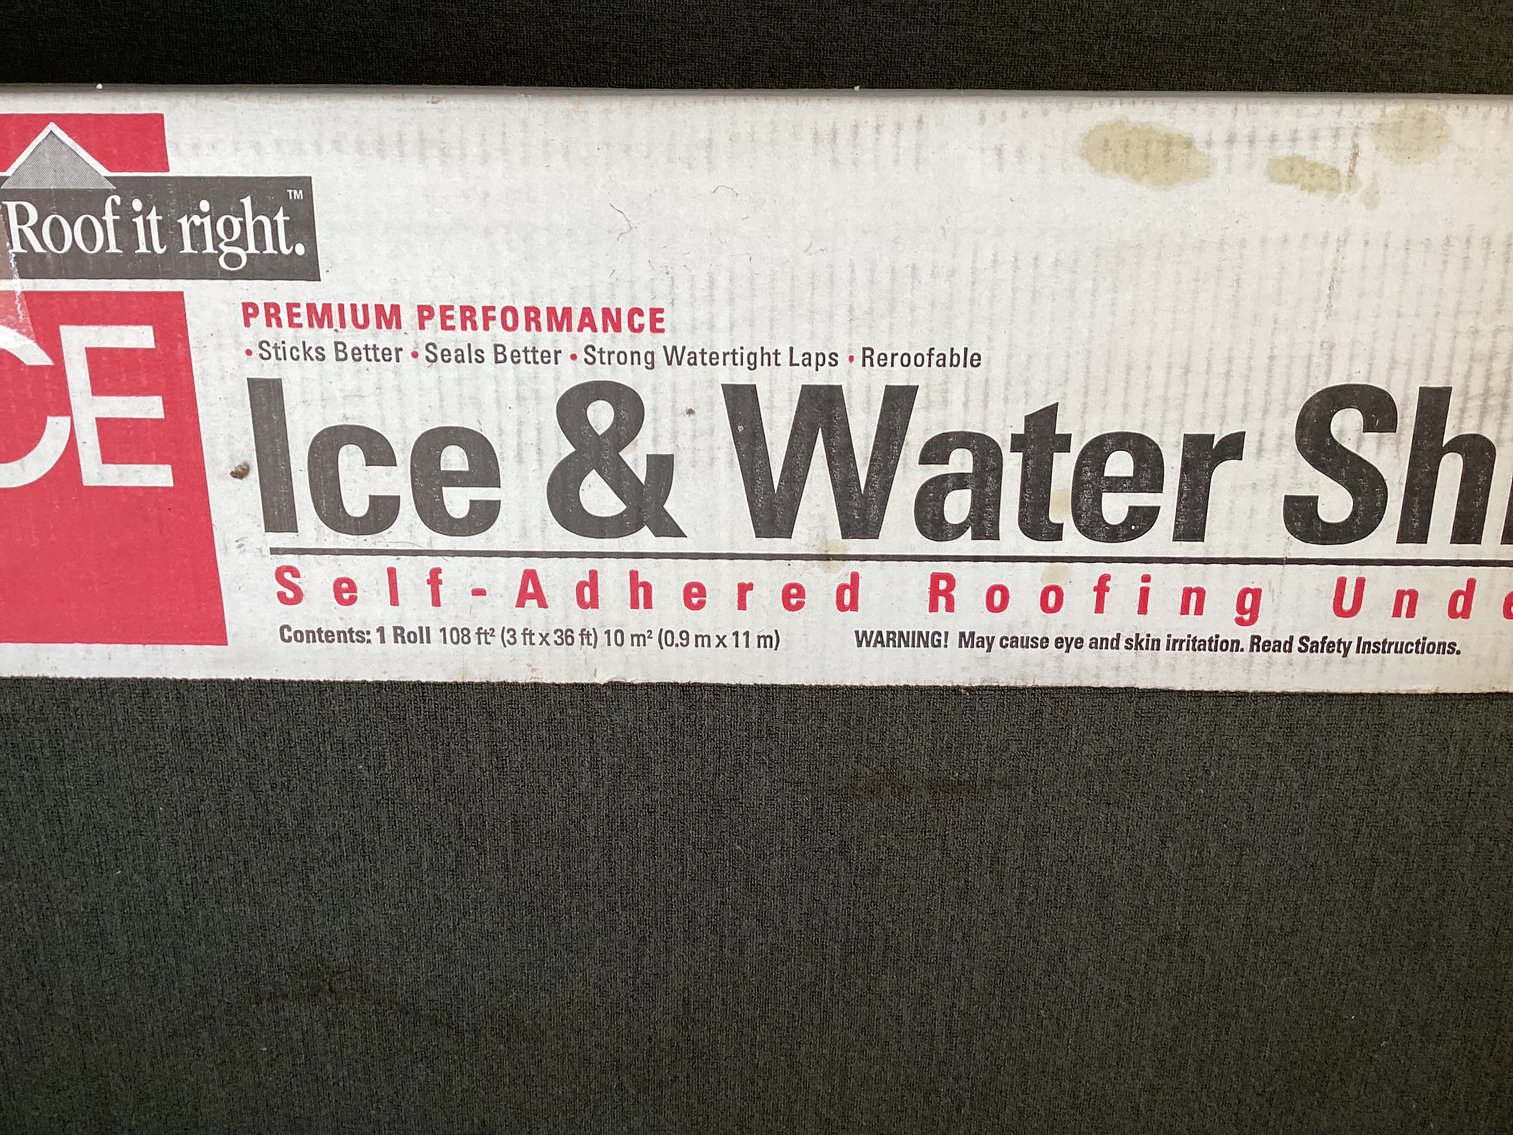 Roof it right.™
CE
PREMIUM PERFORMANCE
• Sticks Better • Seals Better • Strong Watertight Laps • Reroofable
Ice & Water Sh
Self-Adhered Roofing Unde
Contents: 1 Roll 108 ft² (3 ft x 36 ft) 10 m² (0.9 m x 11 m)
WARNING! May cause eye and skin irritation. Read Safety Instructions.